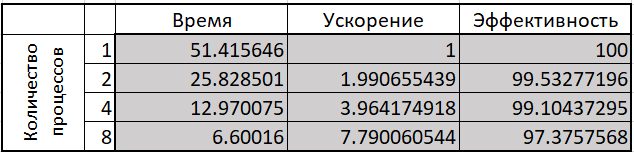 Время Ускорение Эффективность
Количество процессов
1 51.415646 1 100
2 25.828501 1.990655439 99.53277196
4 12.970075 3.964174918 99.10437295
8 6.60016 7.790060544 97.3757568